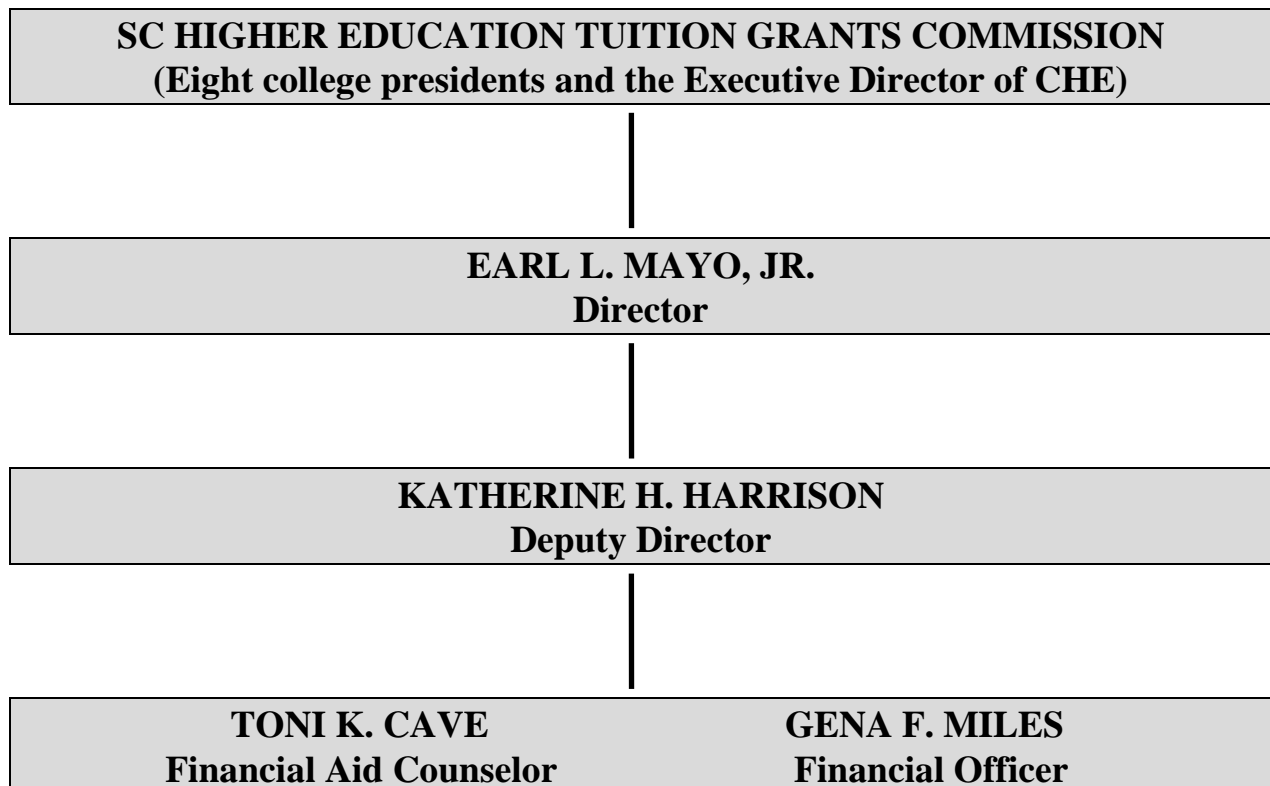 SC HIGHER EDUCATION TUITION GRANTS COMMISSION
(Eight college presidents and the Executive Director of CHE)
EARL L. MAYO, JR.
Director
KATHERINE H. HARRISON
Deputy Director
TONI K. CAVE GENA F. MILES
Financial Aid Counselor Financial Officer